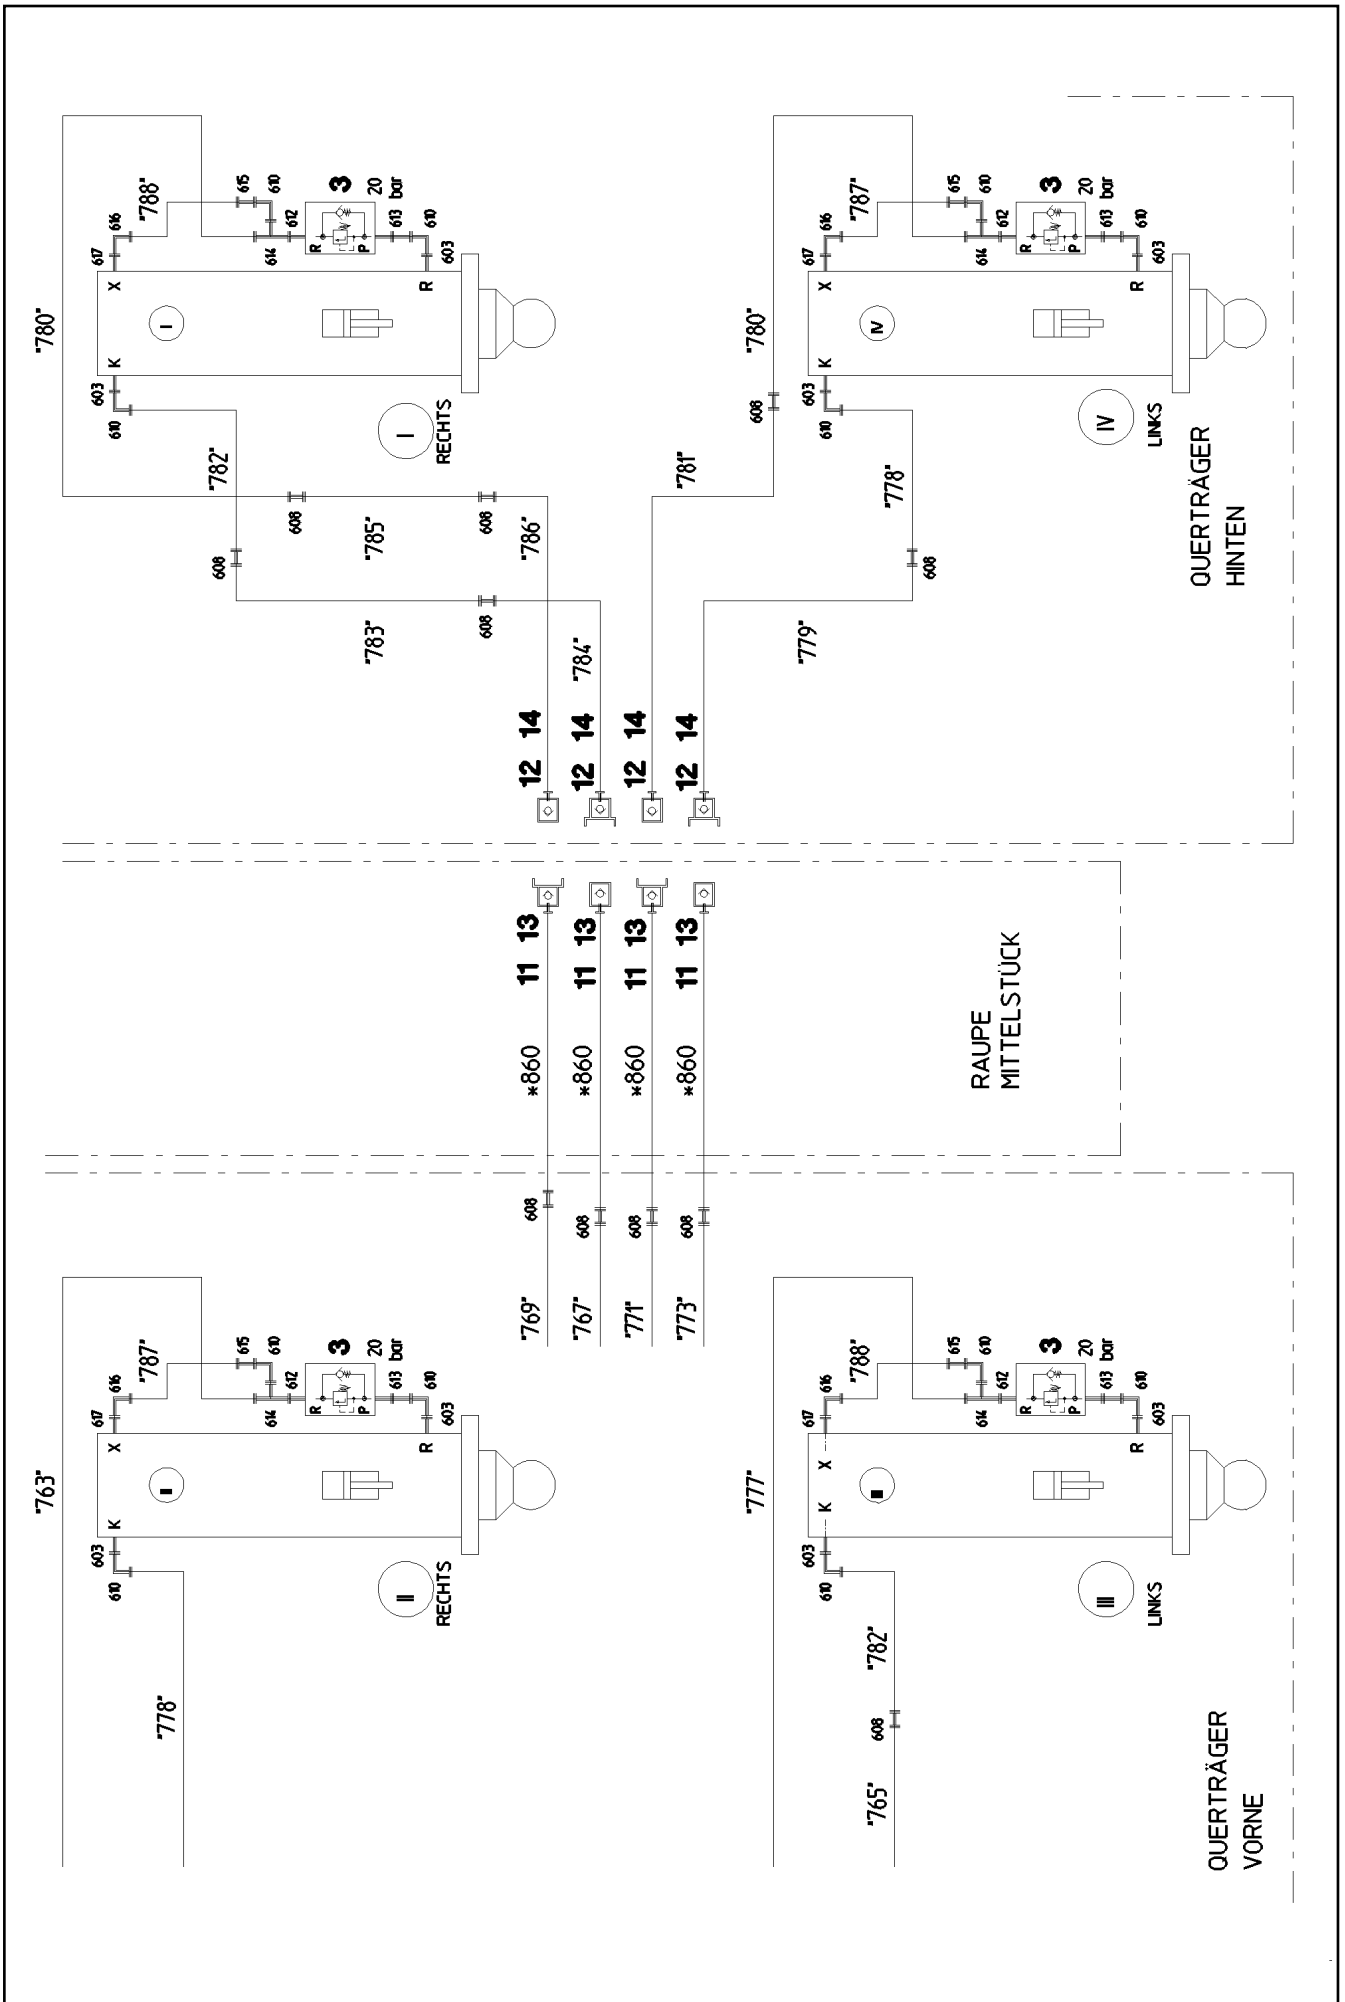 "780"
617
616
"788"
615
610
3
20
bar
X
R
P
614
612
613
610
603
R
I
K
603
610
I
RECHTS
"782"
608
"785"
608
"786"
608
"783"
608
"784"
12 14
12 14
12 14
12 14
"780"
608
617
616
"787"
615
610
3
20
bar
X
R
P
614
612
613
610
603
R
IV
K
603
610
IV
LINKS
"781"
"778"
608
"779"
QUERTRÄGER
HINTEN
11 13
11 13
11 13
11 13
*860
*860
*860
*860
RAUPE
MITTELSTÜCK
608
608
608
608
"769"
"767"
"771"
"773"
"763"
617
616
"787"
615
610
3
20
bar
X
R
P
614
612
613
610
603
R
II
K
603
610
II
RECHTS
"778"
"777"
617
616
"788"
615
610
3
20
bar
X
R
P
614
612
613
610
603
R
III
K
603
610
III
LINKS
"782"
608
"765"
QUERTRÄGER
VORNE